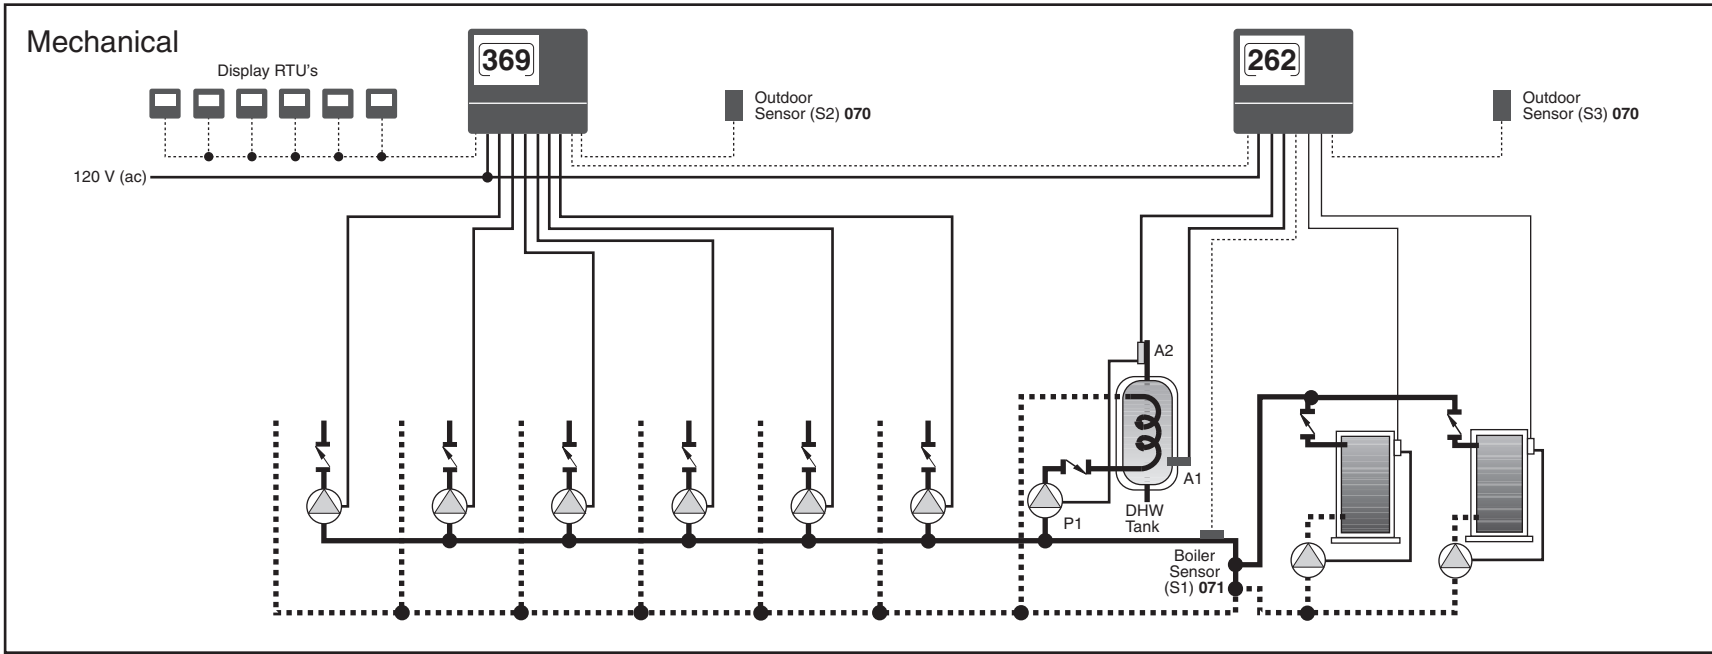 Mechanical
Display RTU's
369
Outdoor
Sensor (S2) 070
262
Outdoor
Sensor (S3) 070
120 V (ac)
A2
A1
P1
DHW
Tank
Boiler
Sensor
(S1) 071